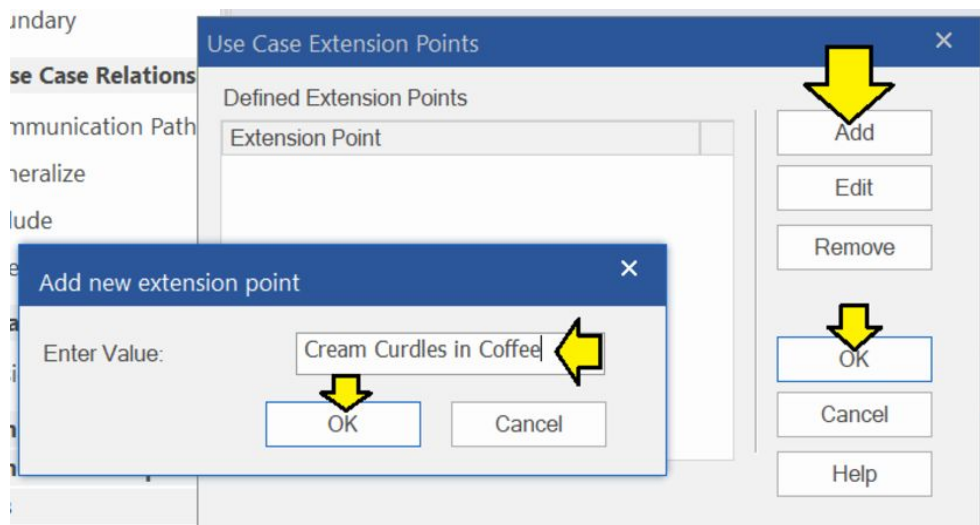 undary
Use Case Extension Points
se Case Relations
Defined Extension Points
mmunication Path
Extension Point
Add
neralize
Edit
lude
Remove
Add new extension point
Enter Value:
Cream Curdles in Coffee
OK
Cancel
OK
Cancel
Help